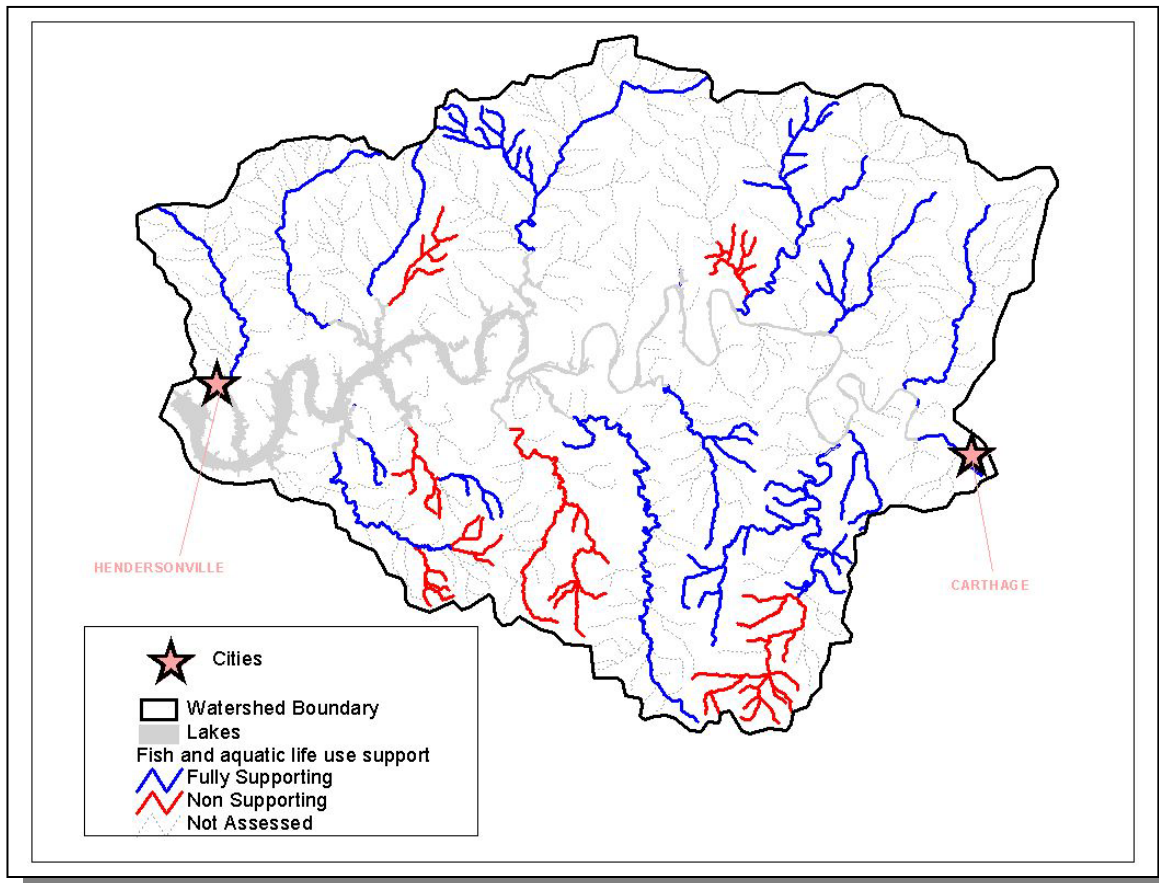 HENDERSONVILLE
CARTHAGE
Cities
Watershed Boundary
Lakes
Fish and aquatic life use support
Fully Supporting
Non Supporting
Not Assessed